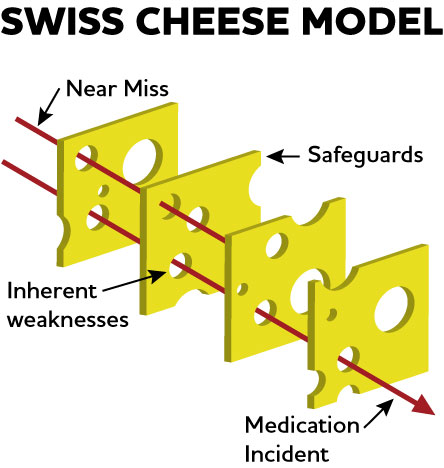 SWISS CHEESE MODEL
Near Miss
Safeguards
Inherent
weaknesses
Medication
Incident